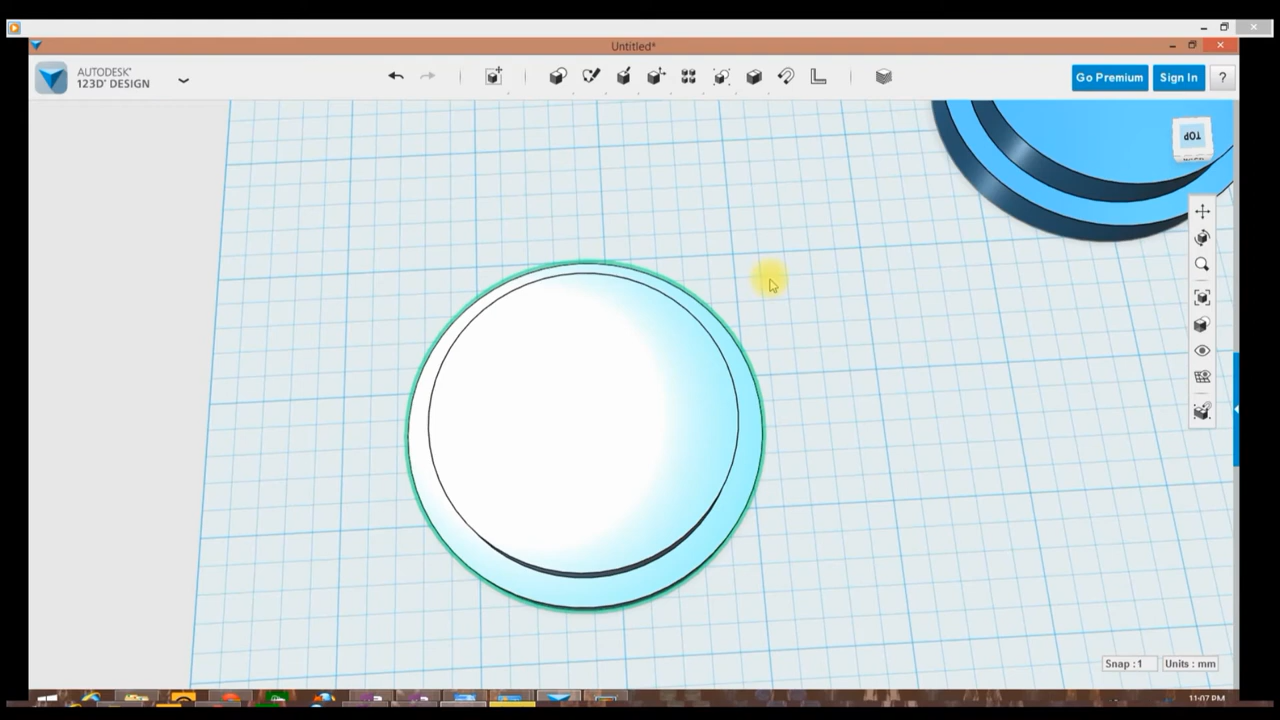 Untitled*
AUTODESK®
123D® DESIGN
Go Premium
Sign In
?
TOP
Snap : 1
Units : mm
11:07 PM